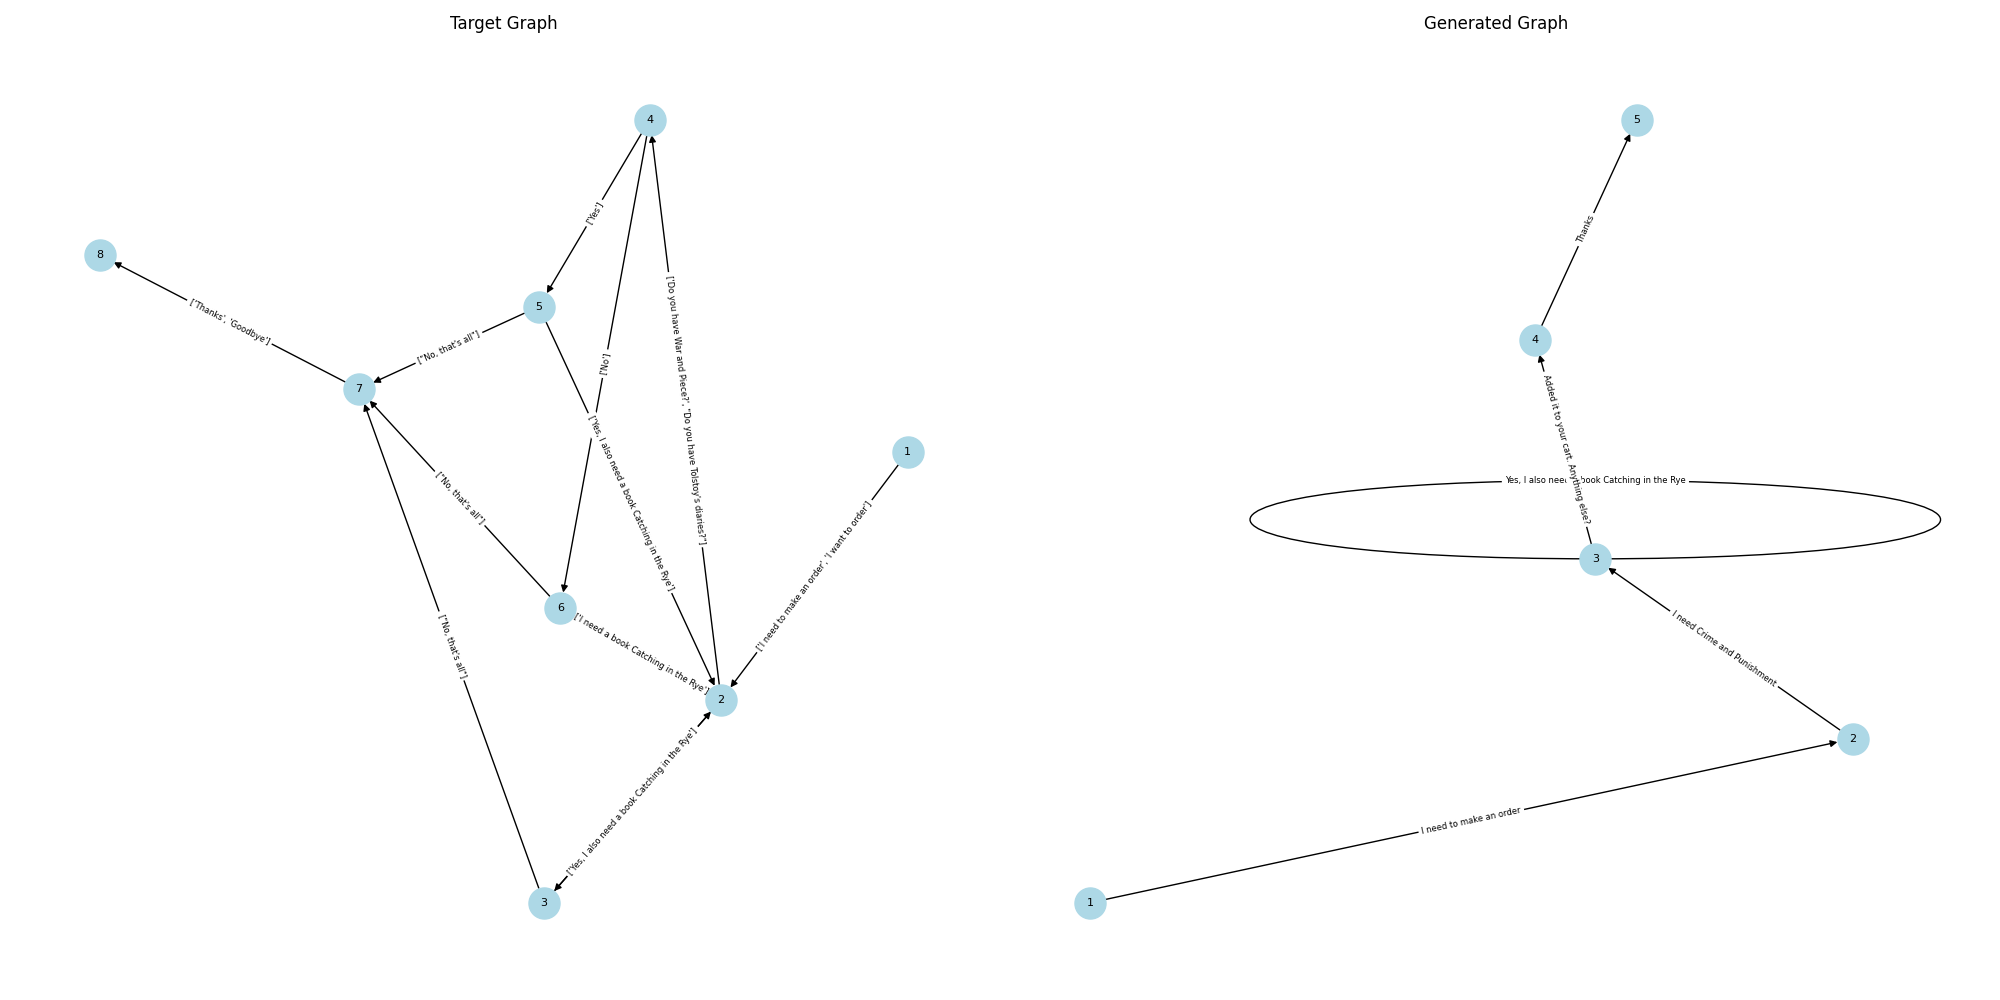 Target Graph
4
['Yes']
8
['Thanks', 'Goodbye']
5
["No, that's all"]
['Do you have War and Piece?', "Do you have Tolstoy's diaries?"]
['No']
7
['Yes, I also need a book Catching in the Rye']
1
['I need to make an order', 'I want to order']
["No, that's all"]
6
['I need a book Catching in the Rye']
["No, that's all"]
2
['Yes, I also need a book Catching in the Rye']
3
Generated Graph
5
Thanks
4
Added it to your cart. Anything else?
Yes, I also need book Catching in the Rye
3
I need Crime and Punishment
2
I need to make an order
1